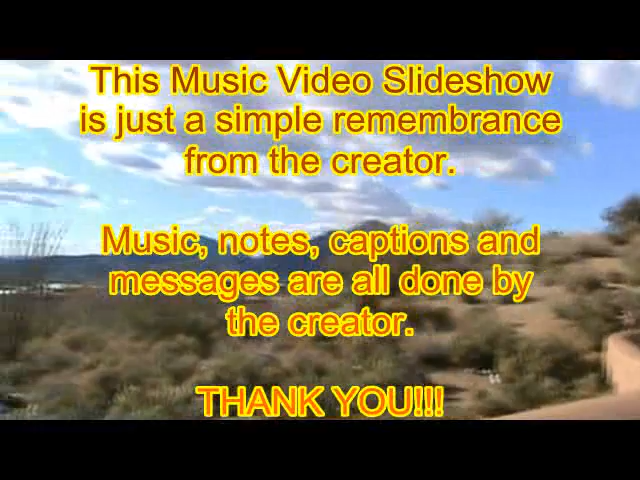 This Music Video Slideshow
is just a simple remembrance
from the creator.
Music, notes, captions and
messages are all done by
the creator.
THANK YOU!!!